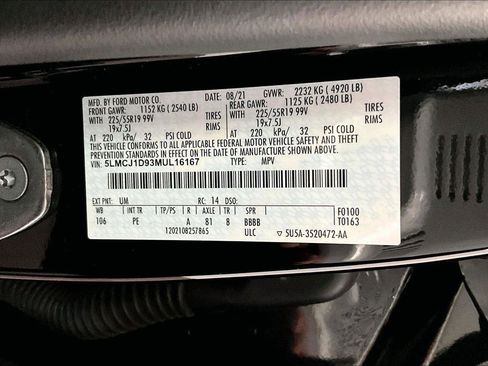 MFD. BY FORD MOTOR CO. DATE: 08/21 GVWR: 2232 KG ( 4920 LB)
FRONT GAWR: 1152 KG ( 2540 LB) REAR GAWR: 1125 KG ( 2480 LB)
WITH 225/55R19 99V TIRES WITH 225/55R19 99V TIRES
19x7.5J RIMS 19x7.5J RIMS
AT 220 kPa/ 32 PSI COLD AT 220 kPa/ 32 PSI COLD
THIS VEHICLE CONFORMS TO ALL APPLICABLE FEDERAL MOTOR VEHICLE SAFETY AND
THEFT PREVENTION STANDARDS IN EFFECT ON THE DATE OF MANUFACTURE SHOWN ABOVE.
VIN: 5LMCJ1D93MUL16167 TYPE: MPV
EXT PNT: UM RC: 14 DSO:
WB INT TR TP/PS R AXLE TR SPR F0100
106 PE A 81 8 BBBB T0163
1202108257865 ULC ▽ 5U5A-3520472-AA